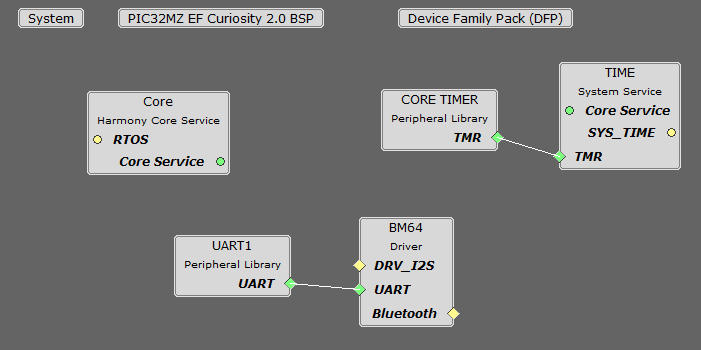 System
PIC32MZ EF Curiosity 2.0 BSP
Device Family Pack (DFP)
Core
Harmony Core Service
RTOS
Core Service
CORE TIMER
Peripheral Library
TMR
TIME
System Service
Core Service
SYS_TIME
TMR
UART1
Peripheral Library
UART
BM64
Driver
DRV_I2S
UART
Bluetooth